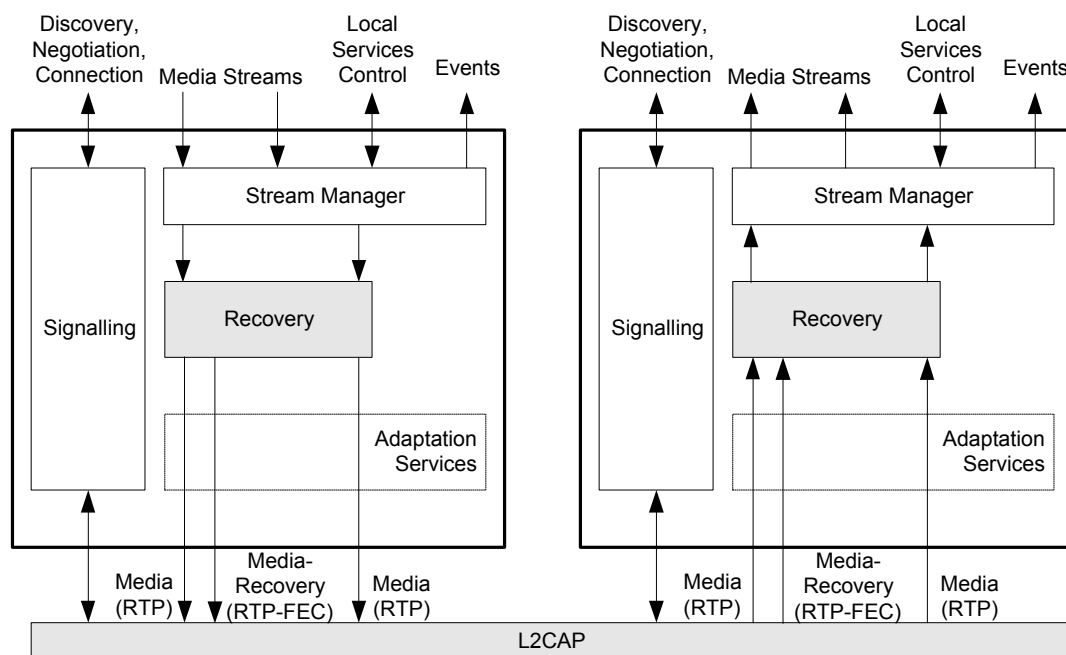 Discovery,
Negotiation,
Connection
Media Streams
Local
Services
Control
Events
Stream Manager
Signalling
Recovery
Adaptation
Services
Media
(RTP)
Media-
Recovery
(RTP-FEC)
Media
(RTP)
Discovery,
Negotiation,
Connection
Media Streams
Local
Services
Control
Events
Stream Manager
Signalling
Recovery
Adaptation
Services
Media
(RTP)
Media-
Recovery
(RTP-FEC)
Media
(RTP)
L2CAP